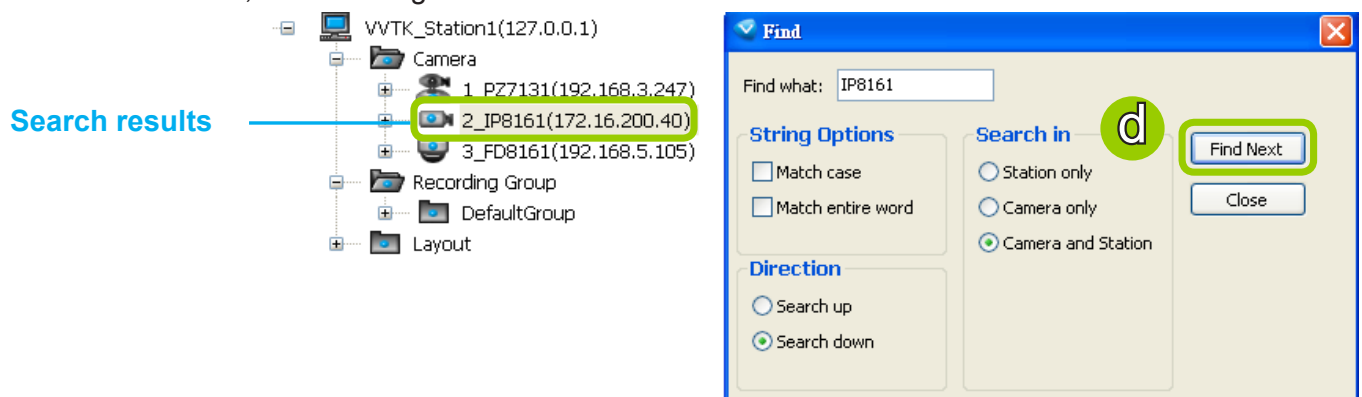 VVTK_Station1(127.0.0.1)
Camera
1_PZ7131(192.168.3.247)
Search results
2_IP8161(172.16.200.40)
3_FD8161(192.168.5.105)
Recording Group
DefaultGroup
Layout
Find
Find what: IP8161
String Options
Match case
Match entire word
Direction
Search up
Search down
Search in
Station only
Camera only
Camera and Station
d
Find Next
Close